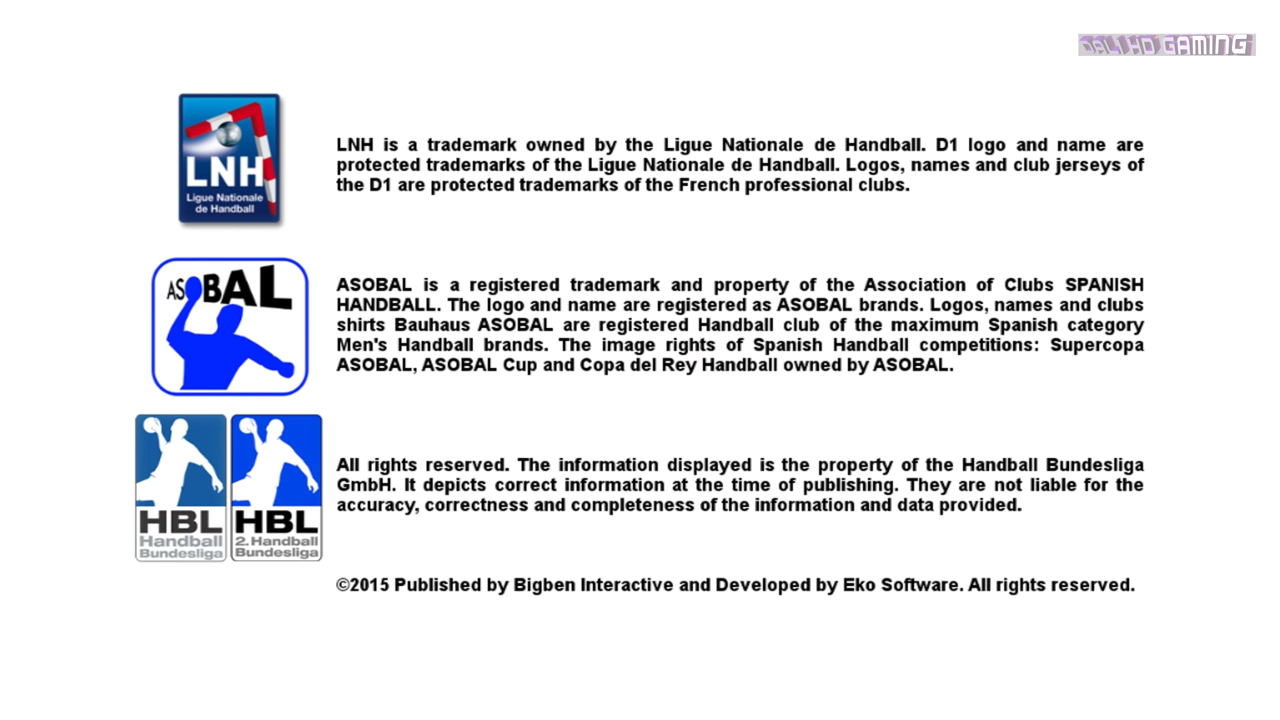 DALI HD GAMING
LNH
Ligue Nationale
de Handball
LNH is a trademark owned by the Ligue Nationale de Handball. D1 logo and name are
protected trademarks of the Ligue Nationale de Handball. Logos, names and club jerseys of
the D1 are protected trademarks of the French professional clubs.
ASOBAL
ASOBAL is a registered trademark and property of the Association of Clubs SPANISH
HANDBALL. The logo and name are registered as ASOBAL brands. Logos, names and clubs
shirts Bauhaus ASOBAL are registered Handball club of the maximum Spanish category
Men's Handball brands. The image rights of Spanish Handball competitions: Supercopa
ASOBAL, ASOBAL Cup and Copa del Rey Handball owned by ASOBAL.
HBL
Handball
Bundesliga
HBL
2. Handball
Bundesliga
All rights reserved. The information displayed is the property of the Handball Bundesliga
GmbH. It depicts correct information at the time of publishing. They are not liable for the
accuracy, correctness and completeness of the information and data provided.
©2015 Published by Bigben Interactive and Developed by Eko Software. All rights reserved.